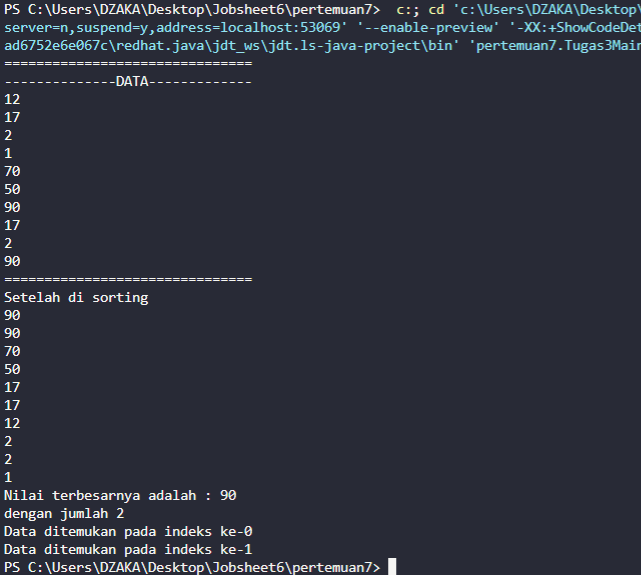 PS C:\Users\DZAKA\Desktop\Jobsheet6\pertemuan7>  c:; cd 'c:\Users\DZAKA\Desktop\
server=n,suspend=y,address=localhost:53069' '--enable-preview' '-XX:+ShowCodeDet
ad6752e6e067c\redhat.java\jdt_ws\jdt.ls-java-project\bin' 'pertemuan7.Tugas3Main
===============================
--------------DATA-------------
12
17
2
1
70
50
90
17
2
90
===============================
Setelah di sorting
90
90
70
50
17
17
12
2
2
1
Nilai terbesarnya adalah : 90
dengan jumlah 2
Data ditemukan pada indeks ke-0
Data ditemukan pada indeks ke-1
PS C:\Users\DZAKA\Desktop\Jobsheet6\pertemuan7>